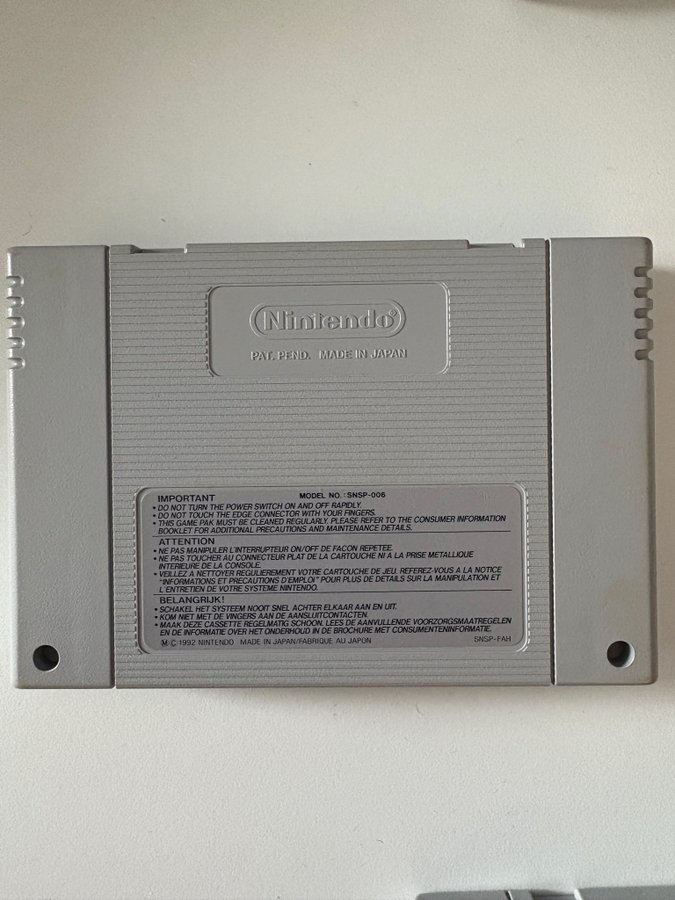 Nintendo®
PAT. PEND. MADE IN JAPAN
IMPORTANT MODEL NO.: SNSP-006
• DO NOT TURN THE POWER SWITCH ON AND OFF RAPIDLY.
• DO NOT TOUCH THE EDGE CONNECTOR WITH YOUR FINGERS.
• THIS GAME PAK MUST BE CLEANED REGULARLY. PLEASE REFER TO THE CONSUMER INFORMATION
BOOKLET FOR ADDITIONAL PRECAUTIONS AND MAINTENANCE DETAILS.
ATTENTION
• NE PAS MANIPULER L'INTERRUPTEUR ON/OFF DE FACON REPETEE.
• NE PAS TOUCHER AU CONNECTEUR PLAT DE LA CARTOUCHE NI A LA PRISE METALLIQUE
INTERIEURE DE LA CONSOLE.
• VEILLEZ A NETTOYER REGULIEREMENT VOTRE CARTOUCHE DE JEU. REFEREZ-VOUS A LA NOTICE
"INFORMATIONS ET PRECAUTIONS D'EMPLOI" POUR PLUS DE DETAILS SUR LA MANIPULATION ET
L'ENTRETIEN DE VOTRE SYSTEME NINTENDO.
BELANGRIJK!
• SCHAKEL HET SYSTEEM NOOIT SNEL ACHTER ELKAAR AAN EN UIT.
• KOM NIET MET DE VINGERS AAN DE AANSLUITCONTACTEN.
• MAAK DEZE CASSETTE REGELMATIG SCHOON. LEES DE AANVULLENDE VOORZORGSMAATREGELEN
EN DE INFORMATIE OVER HET ONDERHOUD IN DE BROCHURE MET CONSUMENTENINFORMATIE.
Ⓜ © 1992 NINTENDO MADE IN JAPAN/FABRIQUE AU JAPON SNSP-FAH